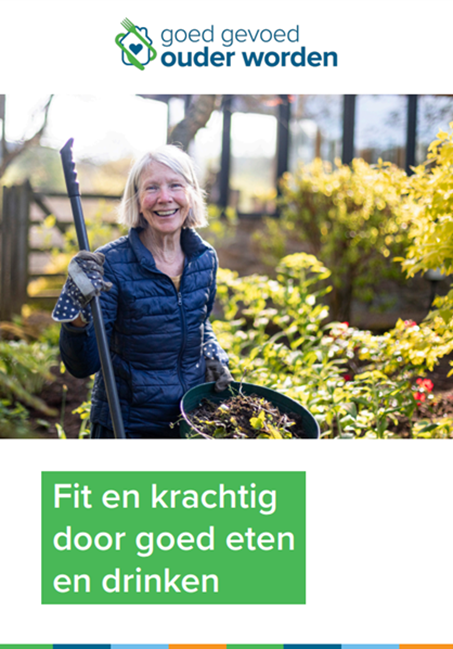 goed gevoed
ouder worden
Fit en krachtig
door goed eten
en drinken